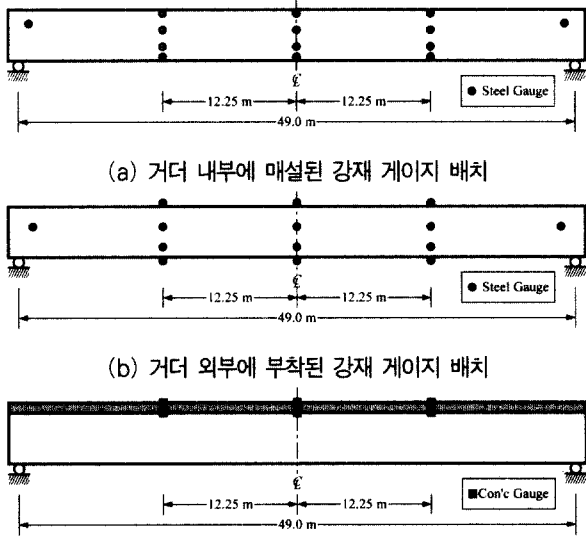 ℄
12.25 m
12.25 m
● Steel Gauge
49.0 m
(a) 거더 내부에 매설된 강재 게이지 배치
℄
12.25 m
12.25 m
● Steel Gauge
49.0 m
(b) 거더 외부에 부착된 강재 게이지 배치
℄
12.25 m
12.25 m
■Con'c Gauge
49.0 m